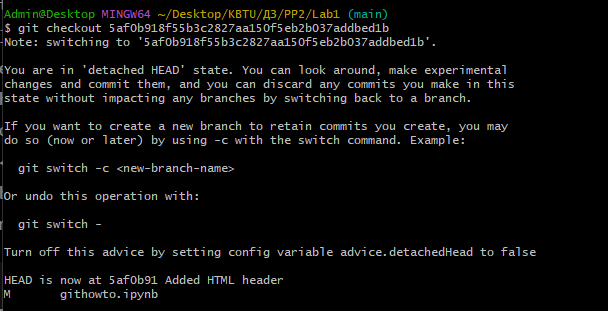 Admin@Desktop MINGW64 ~/Desktop/KBTU/ДЗ/PP2/Lab1 (main)
$ git checkout 5af0b918f55b3c2827aa150f5eb2b037addbed1b
Note: switching to '5af0b918f55b3c2827aa150f5eb2b037addbed1b'.
You are in 'detached HEAD' state. You can look around, make experimental
changes and commit them, and you can discard any commits you make in this
state without impacting any branches by switching back to a branch.
If you want to create a new branch to retain commits you create, you may
do so (now or later) by using -c with the switch command. Example:
git switch -c <new-branch-name>
Or undo this operation with:
git switch -
Turn off this advice by setting config variable advice.detachedHead to false
HEAD is now at 5af0b91 Added HTML header
M       githowto.ipynb